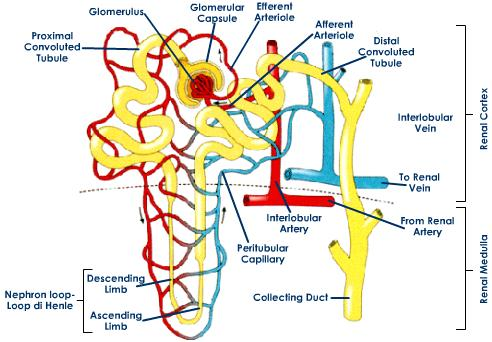 Glomerulus
Glomerular
Capsule
Efferent
Arteriole
Afferent
Arteriole
Proximal
Convoluted
Tubule
Distal
Convoluted
Tubule
Interlobular
Vein
Renal Cortex
To Renal
Vein
From Renal
Artery
Interlobular
Artery
Peritubular
Capillary
Renal Medulla
Descending
Limb
Nephron loop-
Loop di Henle
Ascending
Limb
Collecting Duct